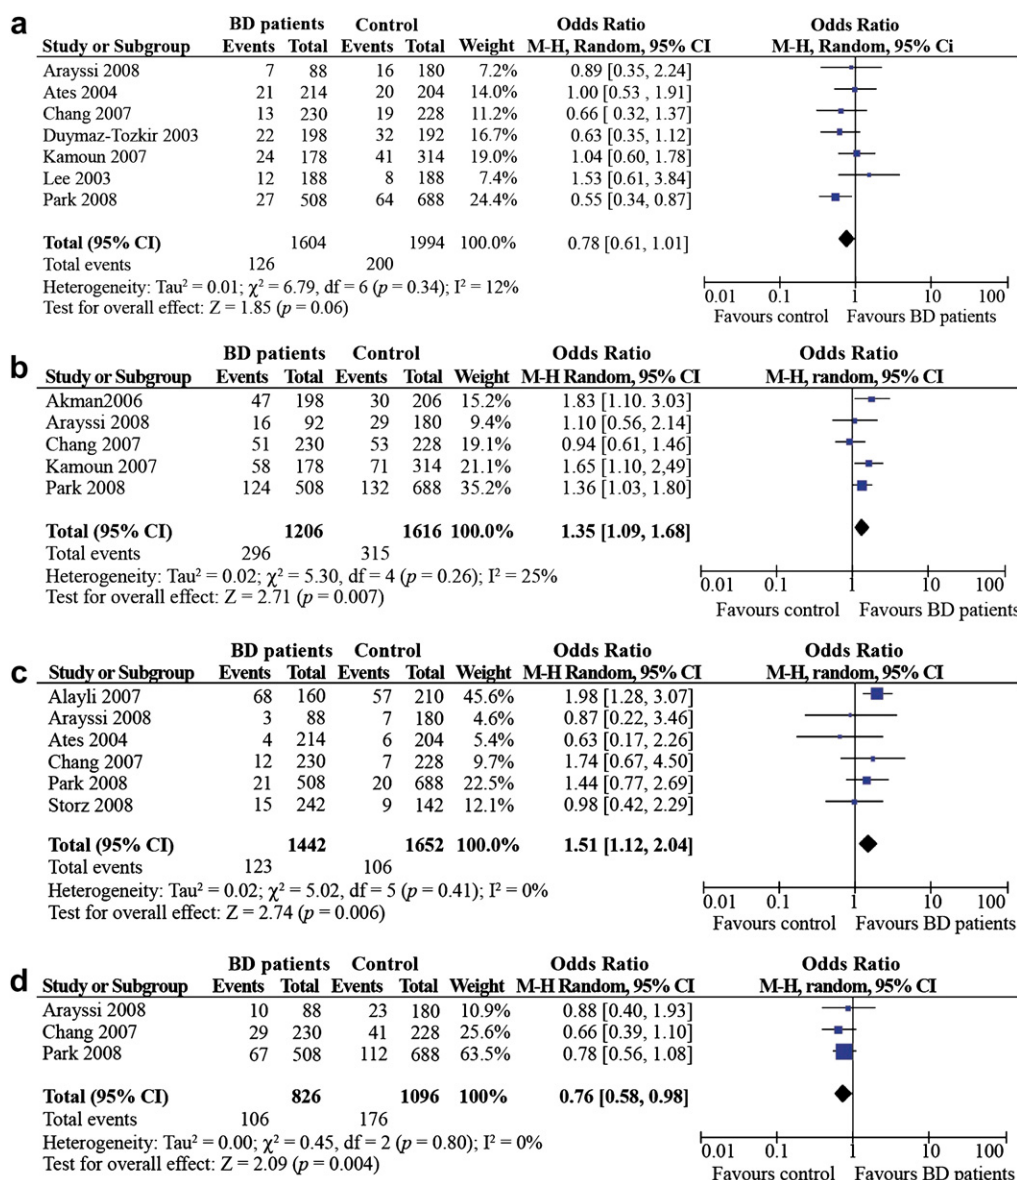 a
BD patients Control Odds Ratio Odds Ratio
Study or Subgroup Events Total Events Total Weight M-H, Random, 95% CI M-H, Random, 95% Ci
Arayssi 2008 7 88 16 180 7.2% 0.89 [0.35, 2.24]
Ates 2004 21 214 20 204 14.0% 1.00 [0.53 , 1.91]
Chang 2007 13 230 19 228 11.2% 0.66 [ 0.32, 1.37]
Duymaz-Tozkir 2003 22 198 32 192 16.7% 0.63 [0.35, 1.12]
Kamoun 2007 24 178 41 314 19.0% 1.04 [0.60, 1.78]
Lee 2003 12 188 8 188 7.4% 1.53 [0.61, 3.84]
Park 2008 27 508 64 688 24.4% 0.55 [0.34, 0.87]
Total (95% CI) 1604 1994 100.0% 0.78 [0.61, 1.01]
Total events 126 200
Heterogeneity: Tau² = 0.01; χ² = 6.79, df = 6 (p = 0.34); I² = 12%
Test for overall effect: Z = 1.85 (p = 0.06)
0.01 0.1 1 10 100
Favours control Favours BD patients
b
BD patients Control Odds Ratio Odds Ratio
Study or Subgroup Events Total Events Total Weight M-H Random, 95% CI M-H, random, 95% CI
Akman2006 47 198 30 206 15.2% 1.83 [1.10. 3.03]
Arayssi 2008 16 92 29 180 9.4% 1.10 [0.56, 2.14]
Chang 2007 51 230 53 228 19.1% 0.94 [0.61, 1.46]
Kamoun 2007 58 178 71 314 21.1% 1.65 [1.10, 2,49]
Park 2008 124 508 132 688 35.2% 1.36 [1.03, 1.80]
Total (95% CI) 1206 1616 100.0% 1.35 [1.09, 1.68]
Total events 296 315
Heterogeneity: Tau² = 0.02; χ² = 5.30, df = 4 (p = 0.26); I² = 25%
Test for overall effect: Z = 2.71 (p = 0.007)
0.01 0.1 1 10 100
Favours control Favours BD patients
c
BD patients Control Odds Ratio Odds Ratio
Study or Subgroup Events Total Events Total Weight M-H Random, 95% CI M-H, random, 95% CI
Alayli 2007 68 160 57 210 45.6% 1.98 [1.28, 3.07]
Arayssi 2008 3 88 7 180 4.6% 0.87 [0.22, 3.46]
Ates 2004 4 214 6 204 5.4% 0.63 [0.17, 2.26]
Chang 2007 12 230 7 228 9.7% 1.74 [0.67, 4.50]
Park 2008 21 508 20 688 22.5% 1.44 [0.77, 2.69]
Storz 2008 15 242 9 142 12.1% 0.98 [0.42, 2.29]
Total (95% CI) 1442 1652 100.0% 1.51 [1.12, 2.04]
Total events 123 106
Heterogeneity: Tau² = 0.02; χ² = 5.02, df = 5 (p = 0.41); I² = 0%
Test for overall effect: Z = 2.74 (p = 0.006)
0.01 0.1 1 10 100
Favours control Favours BD patients
d
BD patients Control Odds Ratio Odds Ratio
Study or Subgroup Events Total Events Total Weight M-H Random, 95% CI M-H, random, 95% CI
Arayssi 2008 10 88 23 180 10.9% 0.88 [0.40, 1.93]
Chang 2007 29 230 41 228 25.6% 0.66 [0.39, 1.10]
Park 2008 67 508 112 688 63.5% 0.78 [0.56, 1.08]
Total (95% CI) 826 1096 100% 0.76 [0.58, 0.98]
Total events 106 176
Heterogeneity: Tau² = 0.00; χ² = 0.45, df = 2 (p = 0.80); I² = 0%
Test for overall effect: Z = 2.09 (p = 0.004)
0.01 0.1 1 10 100
Favours control Favours BD patients